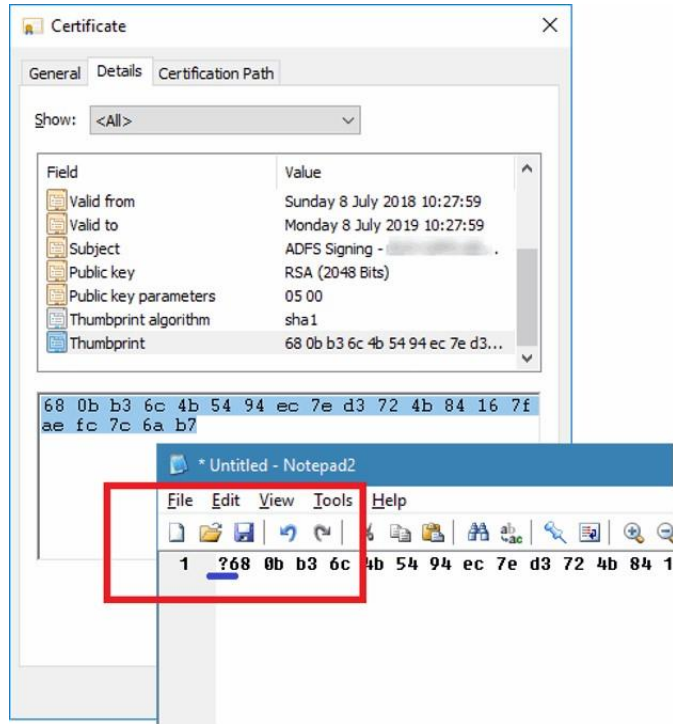 Certificate
General Details Certification Path
Show: <All>
Field Value
Valid from Sunday 8 July 2018 10:27:59
Valid to Monday 8 July 2019 10:27:59
Subject ADFS Signing - .
Public key RSA (2048 Bits)
Public key parameters 05 00
Thumbprint algorithm sha1
Thumbprint 68 0b b3 6c 4b 54 94 ec 7e d3...
68 0b b3 6c 4b 54 94 ec 7e d3 72 4b 84 16 7f
ae fc 7c 6a b7
* Untitled - Notepad2
File Edit View Tools Help
1 ?68 0b b3 6c 4b 54 94 ec 7e d3 72 4b 84 1